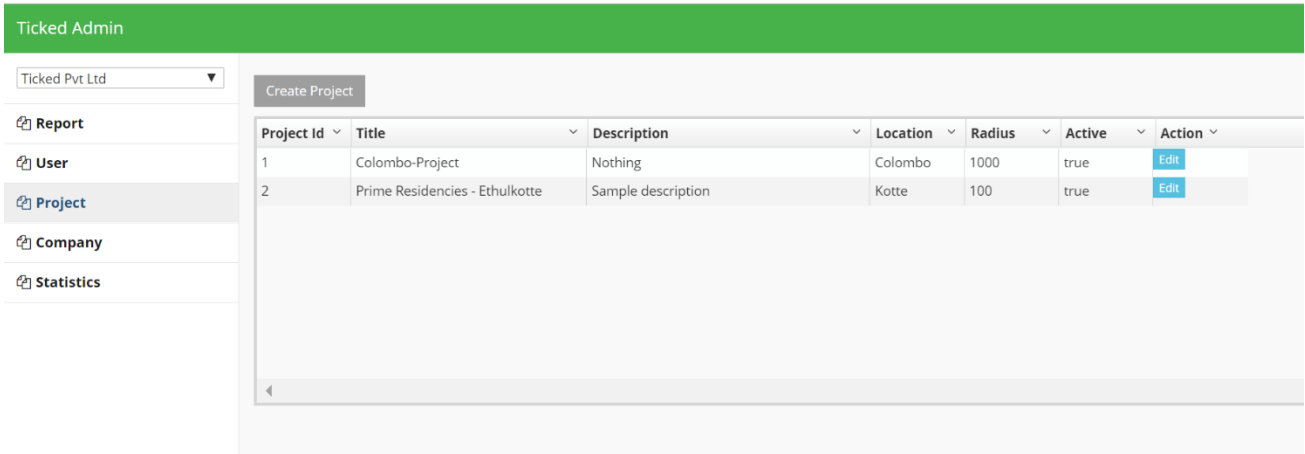 Ticked Admin
Ticked Pvt Ltd
Report
User
Project
Company
Statistics
Create Project
Project Id Title Description Location Radius Active Action
1 Colombo-Project Nothing Colombo 1000 true Edit
2 Prime Residencies - Ethulkotte Sample description Kotte 100 true Edit